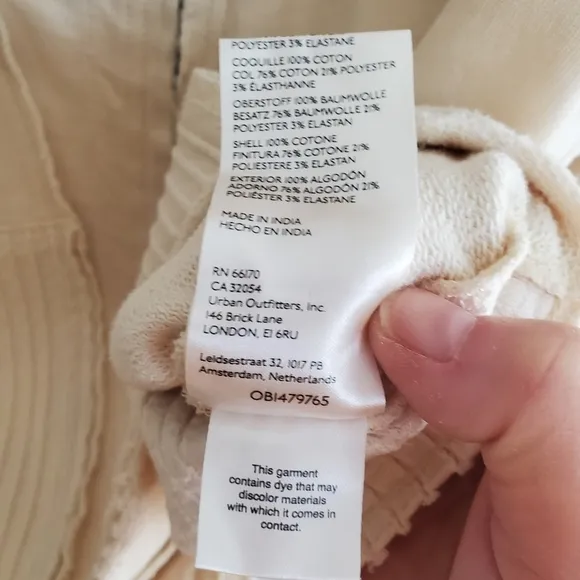 POLYESTER 3% ELASTANE
COQUILLE 100% COTON
COL 76% COTON 21% POLYESTER
3% ÉLASTHANNE
OBERSTOFF 100% BAUMWOLLE
BESATZ 76% BAUMWOLLE 21%
POLYESTER 3% ELASTAN
SHELL 100% COTONE
FINITURA 76% COTONE 21%
POLIESTERE 3% ELASTAN
EXTERIOR 100% ALGODÓN
ADORNO 76% ALGODÓN 21%
POLIÉSTER 3% ELASTANE
MADE IN INDIA
HECHO EN INDIA
RN 66170
CA 32054
Urban Outfitters, Inc.
146 Brick Lane
LONDON, E1 6RU
Leidsestraat 32, 1017 PB
Amsterdam, Netherlands
OB1479765
This garment
contains dye that may
discolor materials
with which it comes in
contact.